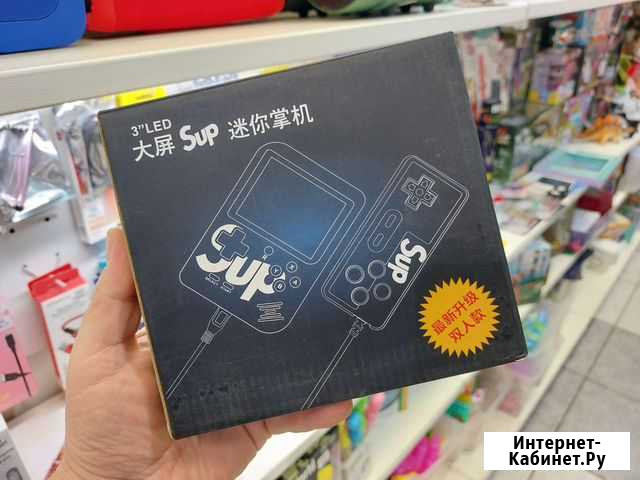 3"LED
大屏 Sup 迷你掌机
Sup
Sup
最新升级
双人款
Интернет-
Кабинет.Ру